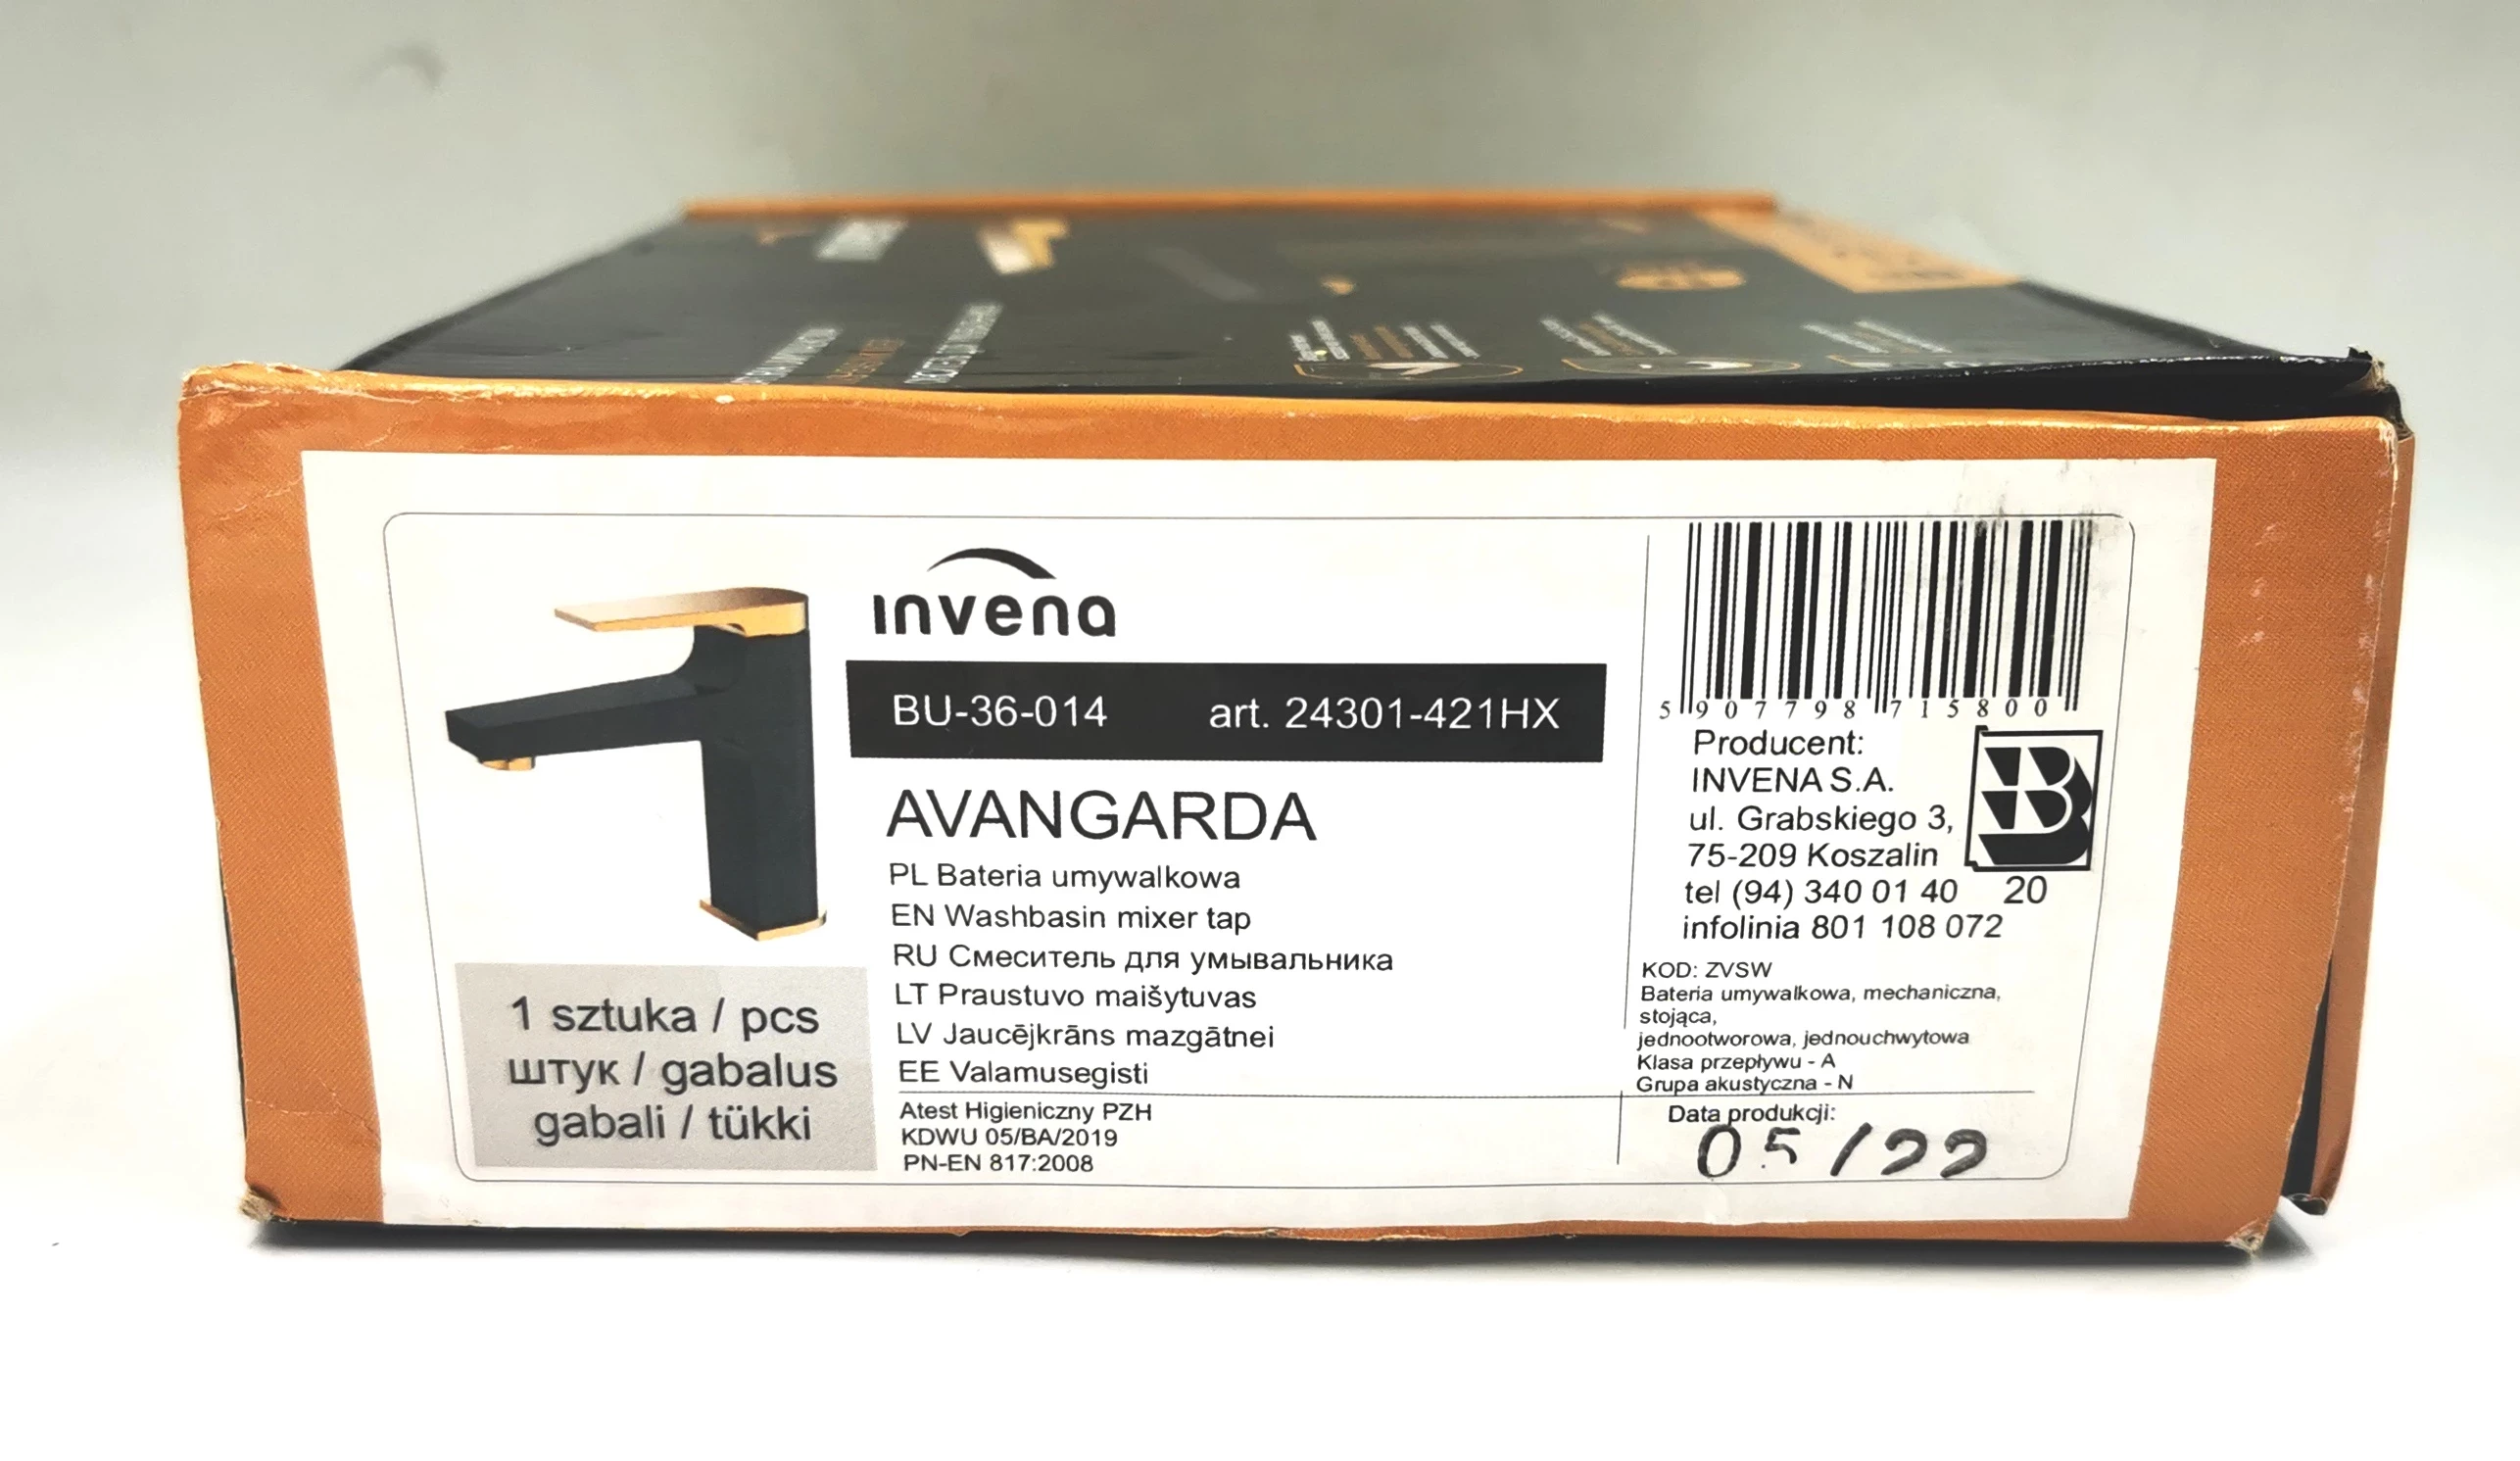 invena
BU-36-014 art. 24301-421HX
AVANGARDA
PL Bateria umywalkowa
EN Washbasin mixer tap
RU Смеситель для умывальника
LT Praustuvo maišytuvas
LV Jaucējkrāns mazgātnei
EE Valamusegisti
1 sztuka / pcs
штук / gabalus
gabali / tükki
Atest Higieniczny PZH
KDWU 05/BA/2019
PN-EN 817:2008
5 907798 715800
Producent:
INVENA S.A.
ul. Grabskiego 3,
75-209 Koszalin
tel (94) 340 01 40
infolinia 801 108 072
B
20
KOD: ZVSW
Bateria umywalkowa, mechaniczna,
stojąca,
jednootworowa, jednouchwytowa
Klasa przepływu - A
Grupa akustyczna - N
Data produkcji:
05/22